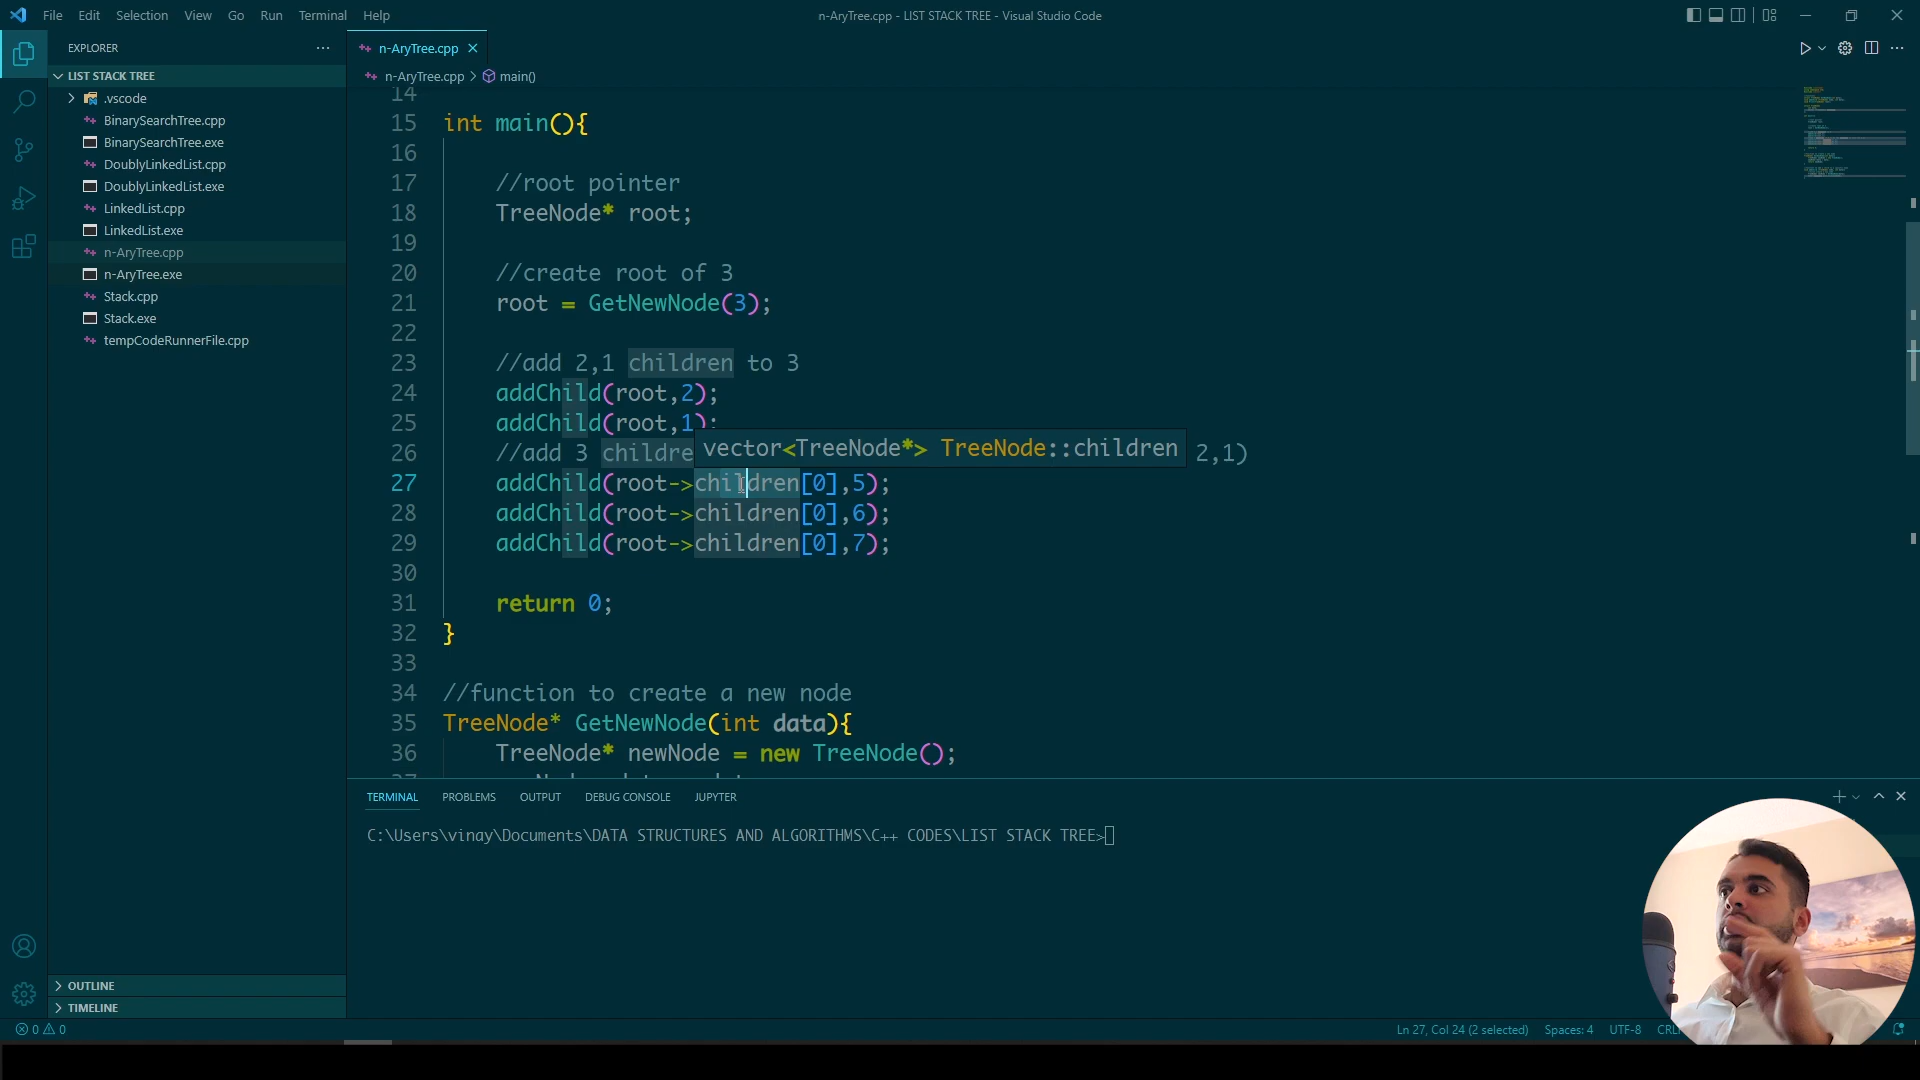 File Edit Selection View Go Run Terminal Help
n-AryTree.cpp - LIST STACK TREE - Visual Studio Code
EXPLORER
LIST STACK TREE
.vscode
BinarySearchTree.cpp
BinarySearchTree.exe
DoublyLinkedList.cpp
DoublyLinkedList.exe
LinkedList.cpp
LinkedList.exe
n-AryTree.cpp
n-AryTree.exe
Stack.cpp
Stack.exe
tempCodeRunnerFile.cpp
OUTLINE
TIMELINE
n-AryTree.cpp
n-AryTree.cpp > main()
14
15 int main(){
16
17 //root pointer
18 TreeNode* root;
19
20 //create root of 3
21 root = GetNewNode(3);
22
23 //add 2,1 children to 3
24 addChild(root,2);
25 addChild(root,1);
26 //add 3 childre 2,1)
vector<TreeNode*> TreeNode::children
27 addChild(root->children[0],5);
28 addChild(root->children[0],6);
29 addChild(root->children[0],7);
30
31 return 0;
32 }
33
34 //function to create a new node
35 TreeNode* GetNewNode(int data){
36 TreeNode* newNode = new TreeNode();
TERMINAL PROBLEMS OUTPUT DEBUG CONSOLE JUPYTER
C:\Users\vinay\Documents\DATA STRUCTURES AND ALGORITHMS\C++ CODES\LIST STACK TREE>
0 0
Ln 27, Col 24 (2 selected) Spaces: 4 UTF-8 CRL